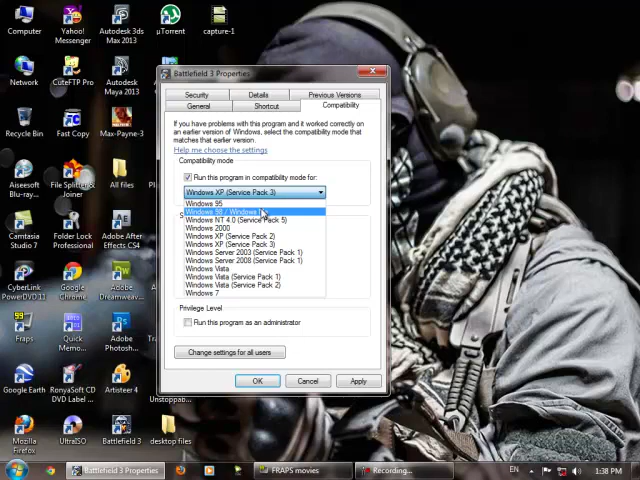 Computer
Yahoo!
Messenger
Autodesk 3ds
Max 2013
µTorrent
capture-1
Network
CuteFTP Pro
Autodesk
Maya 2013
Recycle Bin
Fast Copy
Max-Payne-3
Aiseesoft
Blu-ray...
File Splitter &
Joiner
All files
Camtasia
Studio 7
Folder Lock
Professional
Adobe After
Effects CS4
CyberLink
PowerDVD11
Google
Chrome
Adobe
Dreamweav...
Fraps
Quick
Memo...
Adobe
Photosh...
Google Earth
RonyaSoft CD
DVD Label ...
Artisteer 4
Unstoppab...
Mozilla
Firefox
UltraISO
Battlefield 3
desktop files
Battlefield 3 Properties
Security
Details
Previous Versions
General
Shortcut
Compatibility
If you have problems with this program and it worked correctly on
an earlier version of Windows, select the compatibility mode that
matches that earlier version.
Help me choose the settings
Compatibility mode
Run this program in compatibility mode for:
Windows XP (Service Pack 3)
Windows 95
Windows 98 / Windows
Windows NT 4.0 (Service Pack 5)
Windows 2000
Windows XP (Service Pack 2)
Windows XP (Service Pack 3)
Windows Server 2003 (Service Pack 1)
Windows Server 2008 (Service Pack 1)
Windows Vista
Windows Vista (Service Pack 1)
Windows Vista (Service Pack 2)
Windows 7
Privilege Level
Run this program as an administrator
Change settings for all users
OK
Cancel
Apply
Battlefield 3 Properties
FRAPS movies
Recording...
EN
1:38 PM